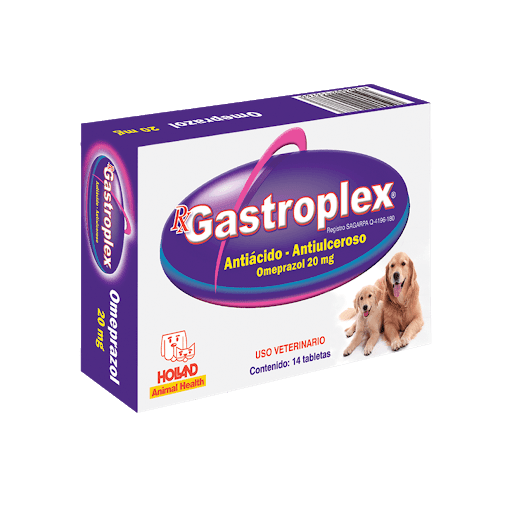 Omeprazol
20 mg
Rx Gastroplex®
Registro SAGARPA Q-4196-180
Antiácido - Antiulceroso
Omeprazol 20 mg
USO VETERINARIO
Contenido: 14 tabletas
HOLLAND
Animal Health
Gastroplex
Antiácido - Antiulceroso
Omeprazol
20 mg